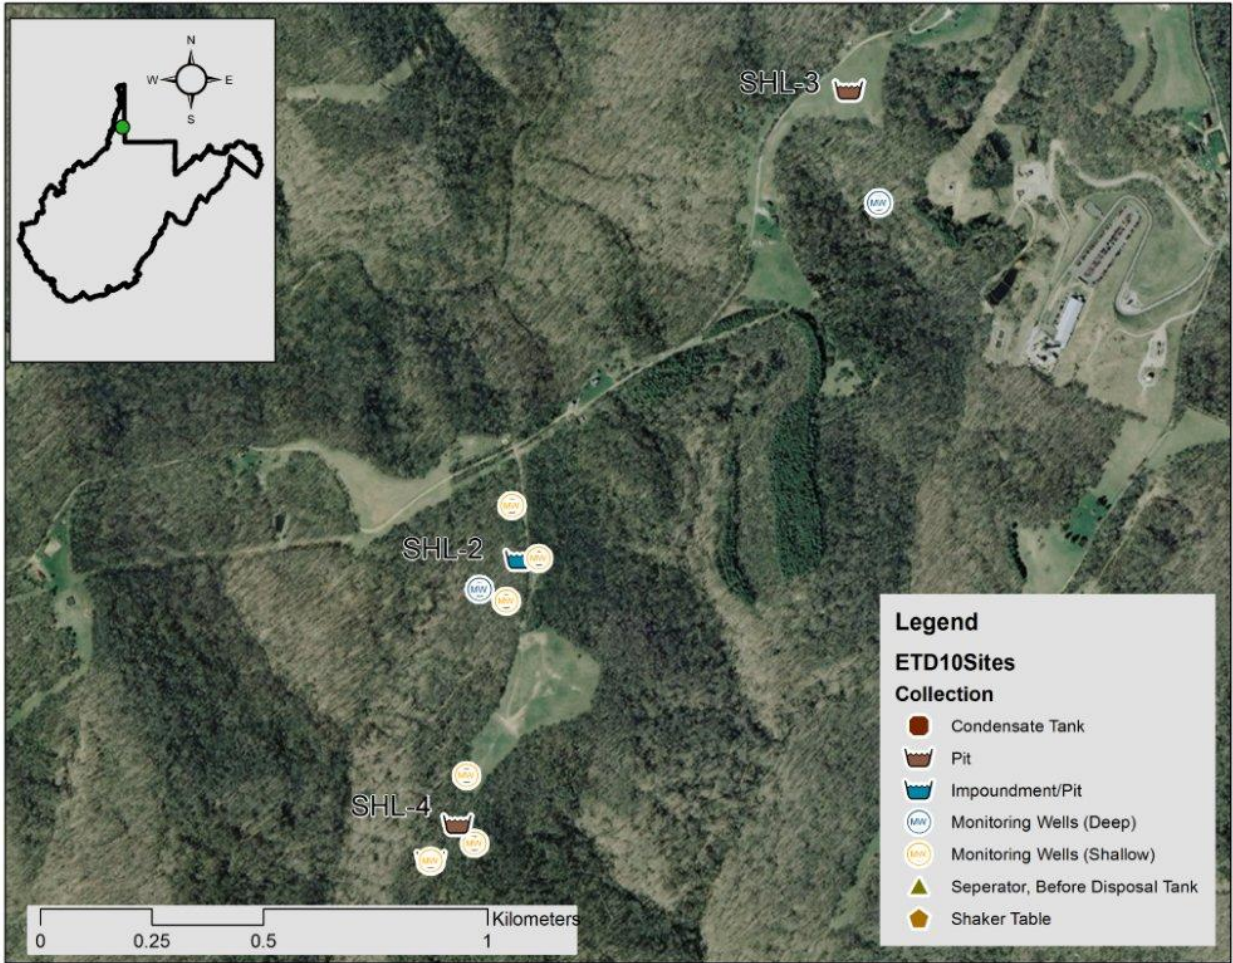 N
W E
S
SHL-3
MW
MW
SHL-2
MW
MW
MW
MW
SHL-4
MW
MW
Kilometers
0 0.25 0.5 1
Legend
ETD10Sites
Collection
Condensate Tank
Pit
Impoundment/Pit
MW Monitoring Wells (Deep)
MW Monitoring Wells (Shallow)
Seperator, Before Disposal Tank
Shaker Table